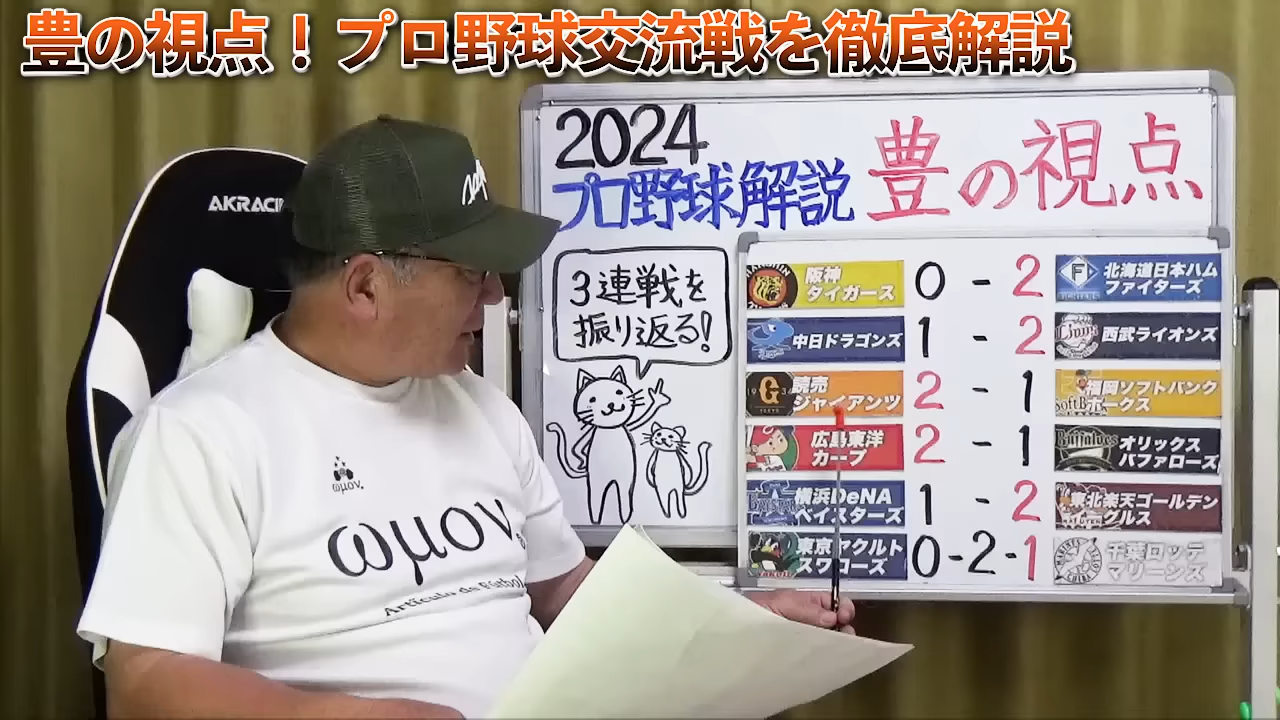 豊の視点!プロ野球交流戦を徹底解説
AKRACI
2024
プロ野球解説
豊の視点
3連戦を
振り返る!
阪神
タイガース
0 - 2
北海道日本ハム
ファイターズ
中日ドラゴンズ
1 - 2
西武ライオンズ
読売
ジャイアンツ
2 - 1
福岡ソフトバンク
ホークス
広島東洋
カープ
2 - 1
オリックス
バファローズ
横浜DeNA
ベイスターズ
1 - 2
東北楽天ゴールデン
イーグルス
東京ヤクルト
スワローズ
0-2-1
千葉ロッテ
マリーンズ
ωμον.
ωμον
Artículo de Fútbol